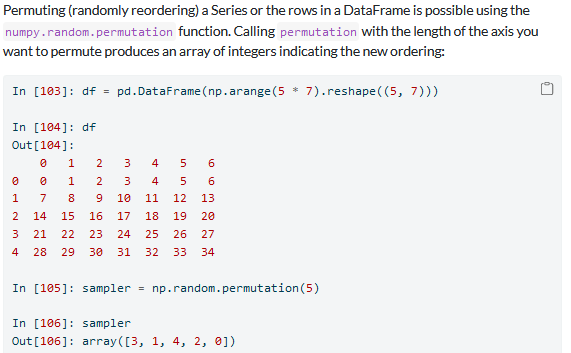 Permuting (randomly reordering) a Series or the rows in a DataFrame is possible using the
numpy.random.permutation function. Calling permutation with the length of the axis you
want to permute produces an array of integers indicating the new ordering:
In [103]: df = pd.DataFrame(np.arange(5 * 7).reshape((5, 7)))
In [104]: df
Out[104]:
    0   1   2   3   4   5   6
0   0   1   2   3   4   5   6
1   7   8   9  10  11  12  13
2  14  15  16  17  18  19  20
3  21  22  23  24  25  26  27
4  28  29  30  31  32  33  34
In [105]: sampler = np.random.permutation(5)
In [106]: sampler
Out[106]: array([3, 1, 4, 2, 0])